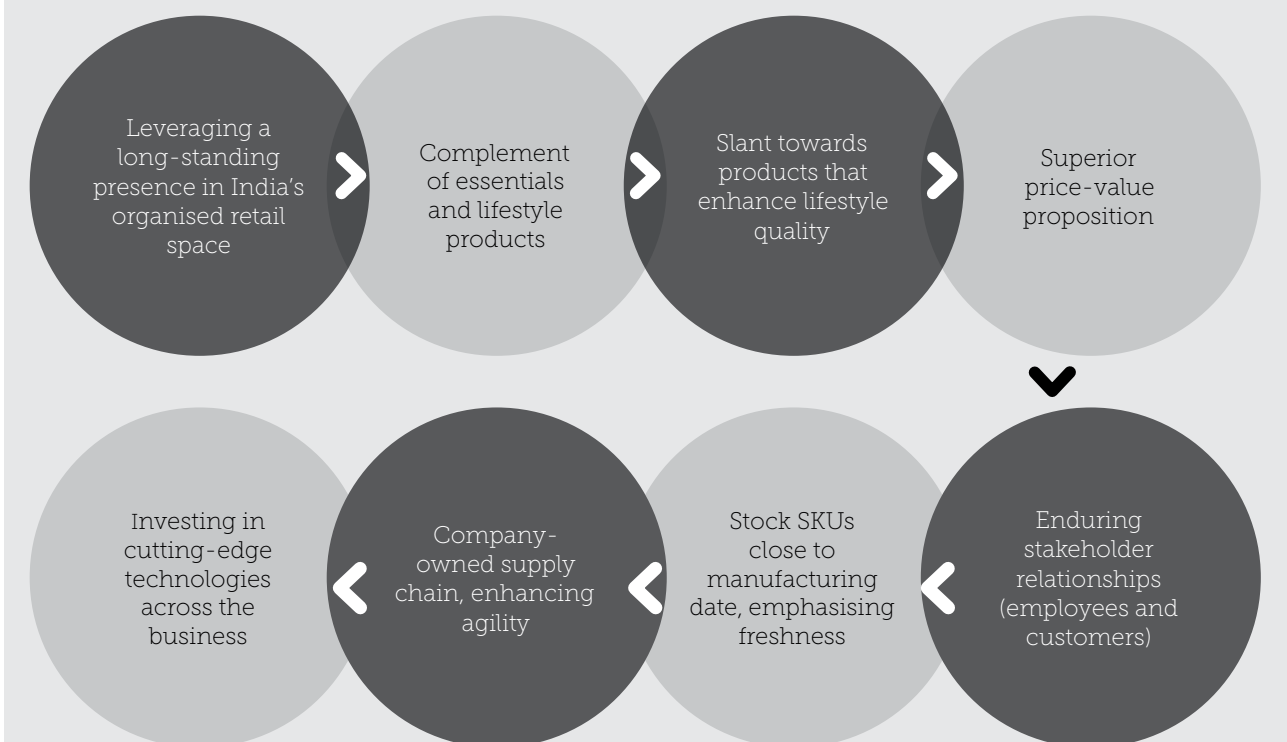 Leveraging a
long-standing
presence in India's
organised retail
space
Complement
of essentials
and lifestyle
products
Slant towards
products that
enhance lifestyle
quality
Superior
price-value
proposition
Enduring
stakeholder
relationships
(employees and
customers)
Stock SKUs
close to
manufacturing
date, emphasising
freshness
Company-
owned supply
chain, enhancing
agility
Investing in
cutting-edge
technologies
across the
business